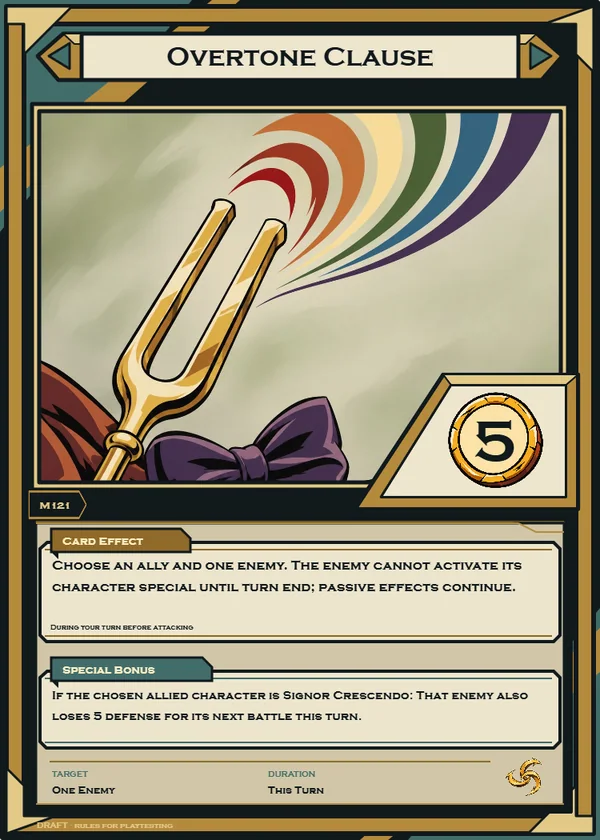 Overtone Clause
5
M121
Card Effect
Choose an ally and one enemy. The enemy cannot activate its
character special until turn end; passive effects continue.
During your turn before attacking
Special Bonus
If the chosen allied character is Signor Crescendo: That enemy also
loses 5 defense for its next battle this turn.
Target
Duration
One Enemy
This Turn
DRAFT Rules for playtesting